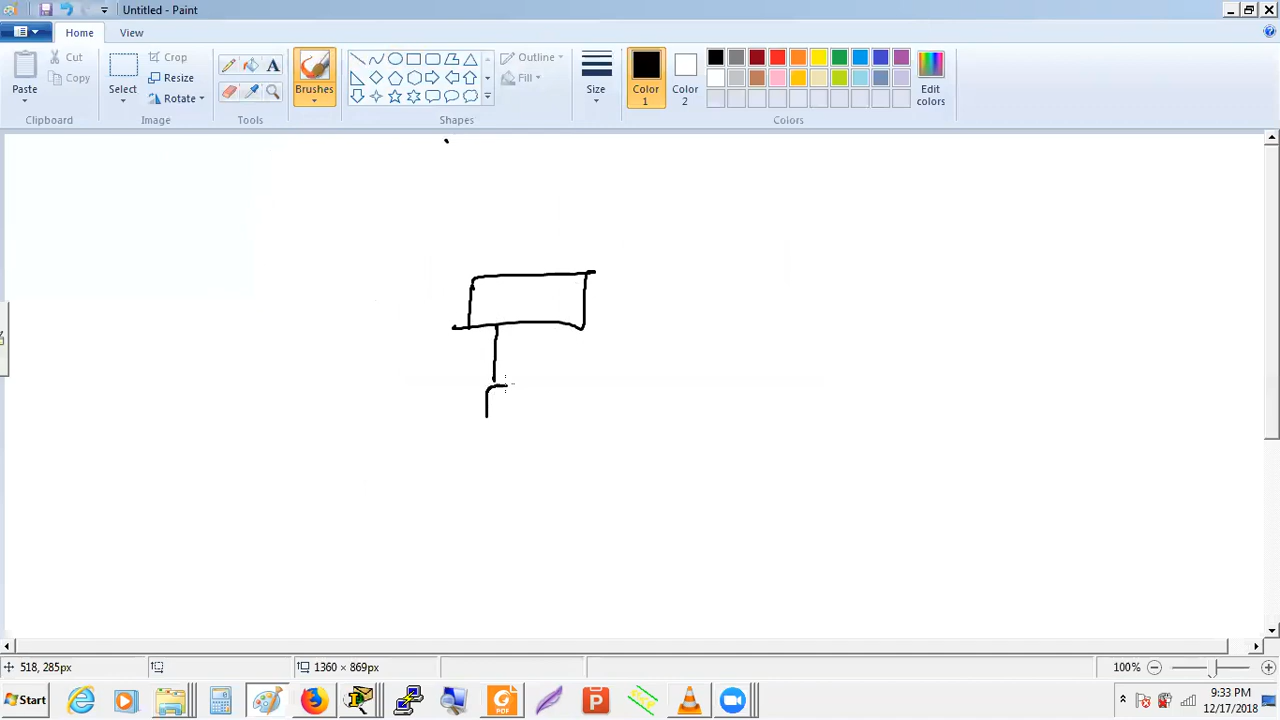 Untitled - Paint
Home View
Cut
Copy
Paste
Clipboard
Crop
Resize
Rotate
Select
Image
Tools
Brushes
Outline
Fill
Shapes
Size
Color 1
Color 2
Edit colors
Colors
518, 285px
1360 × 869px
100%
Start
PDF
P
9:33 PM
12/17/2018